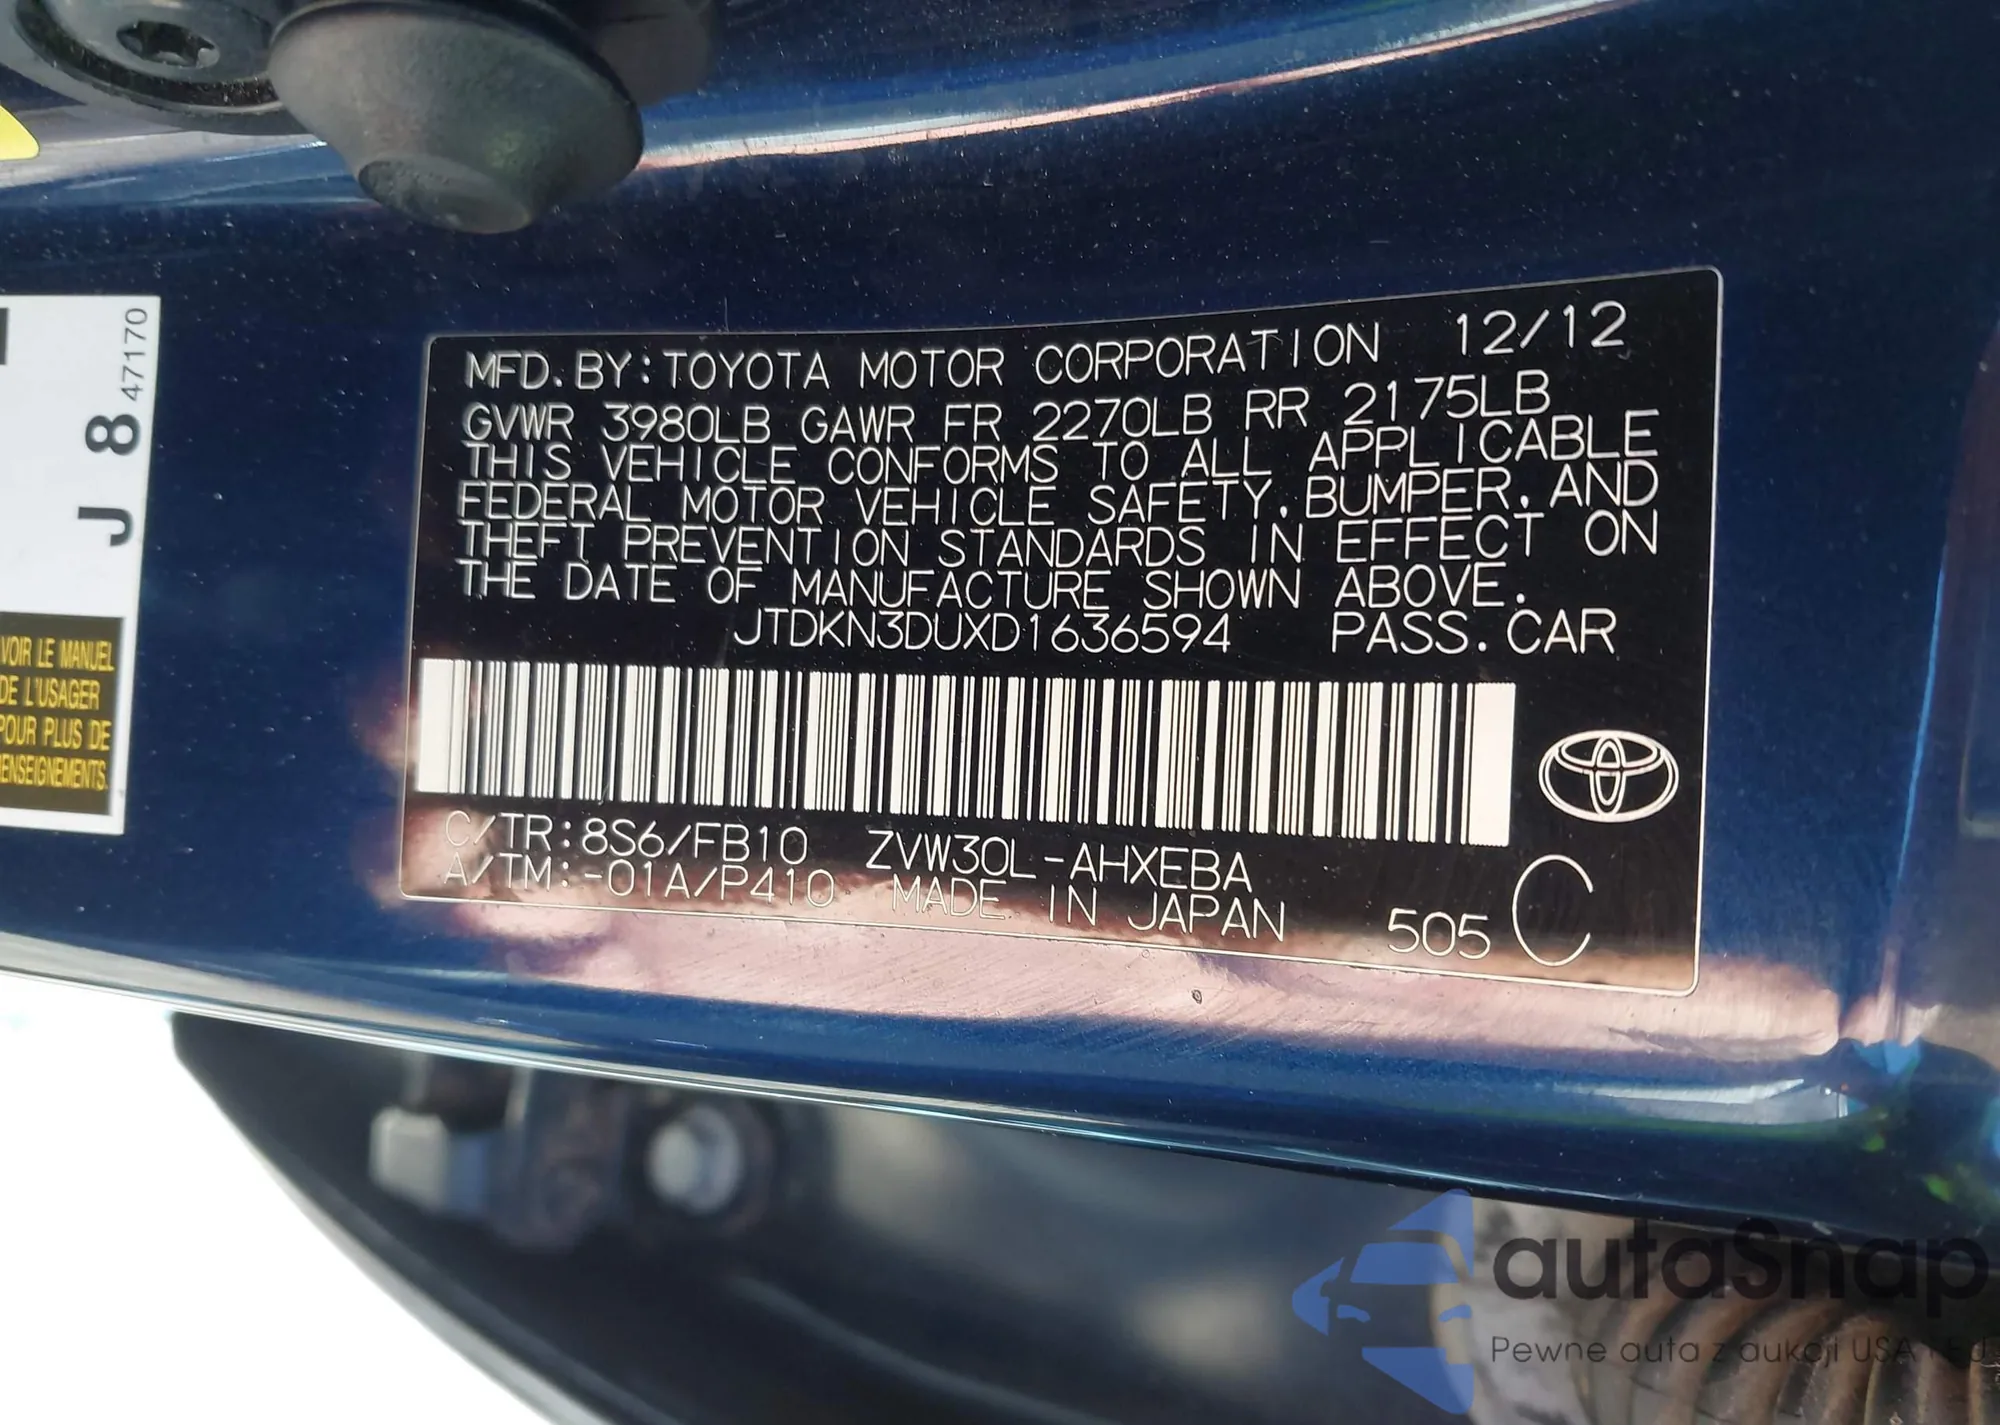 MFD. BY: TOYOTA MOTOR CORPORATION 12/12
GVWR 3980LB GAWR FR 2270LB RR 2175LB
THIS VEHICLE CONFORMS TO ALL APPLICABLE
FEDERAL MOTOR VEHICLE SAFETY, BUMPER, AND
THEFT PREVENTION STANDARDS IN EFFECT ON
THE DATE OF MANUFACTURE SHOWN ABOVE.
JTDKN3DUXD1636594 PASS. CAR
C/TR: 8S6/FB10 ZVW30L-AHXEBA
A/TM: -01A/P410 MADE IN JAPAN 505 C
J 8 47170
VOIR LE MANUEL
DE L'USAGER
POUR PLUS DE
autaSnap
Pewne auta z aukcji USA